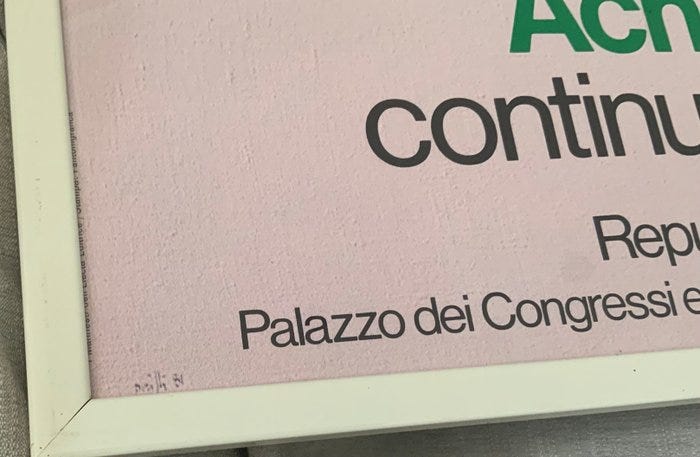 Ach
continu
Repu
Palazzo dei Congressi e